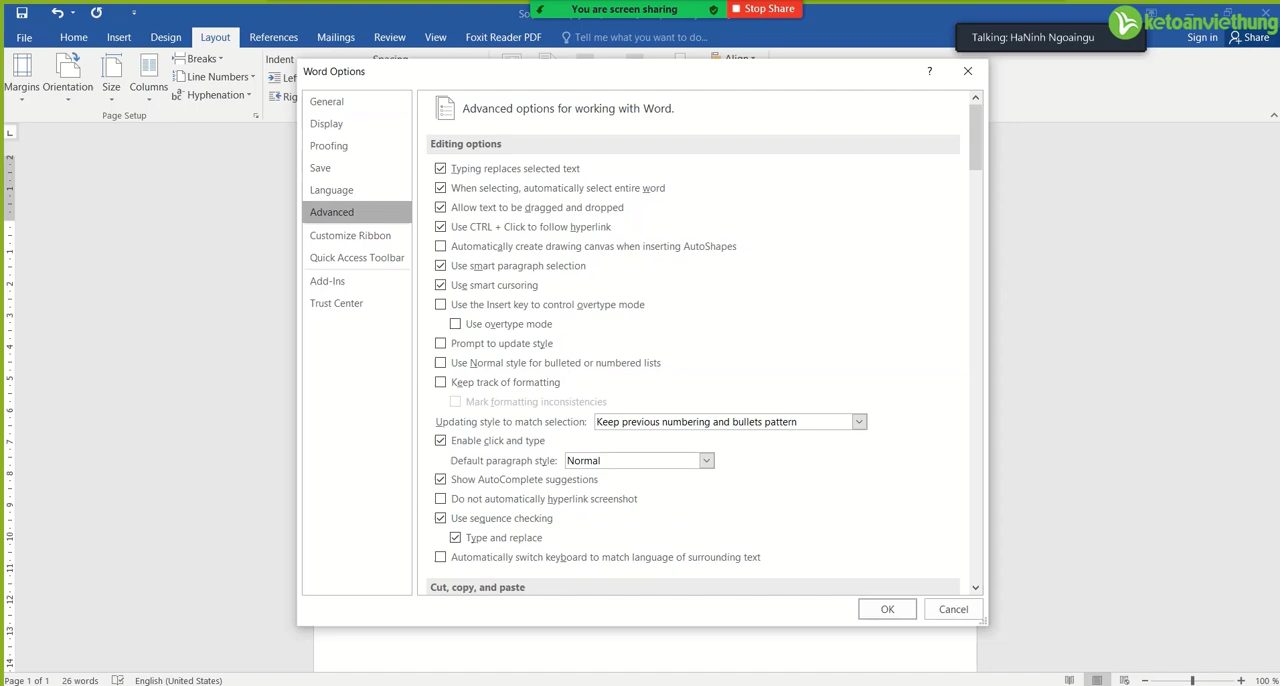 You are screen sharing
Stop Share
So
ketoanviethung
Talking: HaNinh Ngoaingu
File
Home
Insert
Design
Layout
References
Mailings
Review
View
Foxit Reader PDF
Tell me what you want to do...
Sign in
Share
Margins
Orientation
Size
Columns
Breaks
Line Numbers
Hyphenation
Page Setup
Indent
Spacing
Align
Word Options
?
General
Display
Proofing
Save
Language
Advanced
Customize Ribbon
Quick Access Toolbar
Add-Ins
Trust Center
Advanced options for working with Word.
Editing options
Typing replaces selected text
When selecting, automatically select entire word
Allow text to be dragged and dropped
Use CTRL + Click to follow hyperlink
Automatically create drawing canvas when inserting AutoShapes
Use smart paragraph selection
Use smart cursoring
Use the Insert key to control overtype mode
Use overtype mode
Prompt to update style
Use Normal style for bulleted or numbered lists
Keep track of formatting
Mark formatting inconsistencies
Updating style to match selection: Keep previous numbering and bullets pattern
Enable click and type
Default paragraph style: Normal
Show AutoComplete suggestions
Do not automatically hyperlink screenshot
Use sequence checking
Type and replace
Automatically switch keyboard to match language of surrounding text
Cut, copy, and paste
OK
Cancel
Page 1 of 1
26 words
English (United States)
100 %